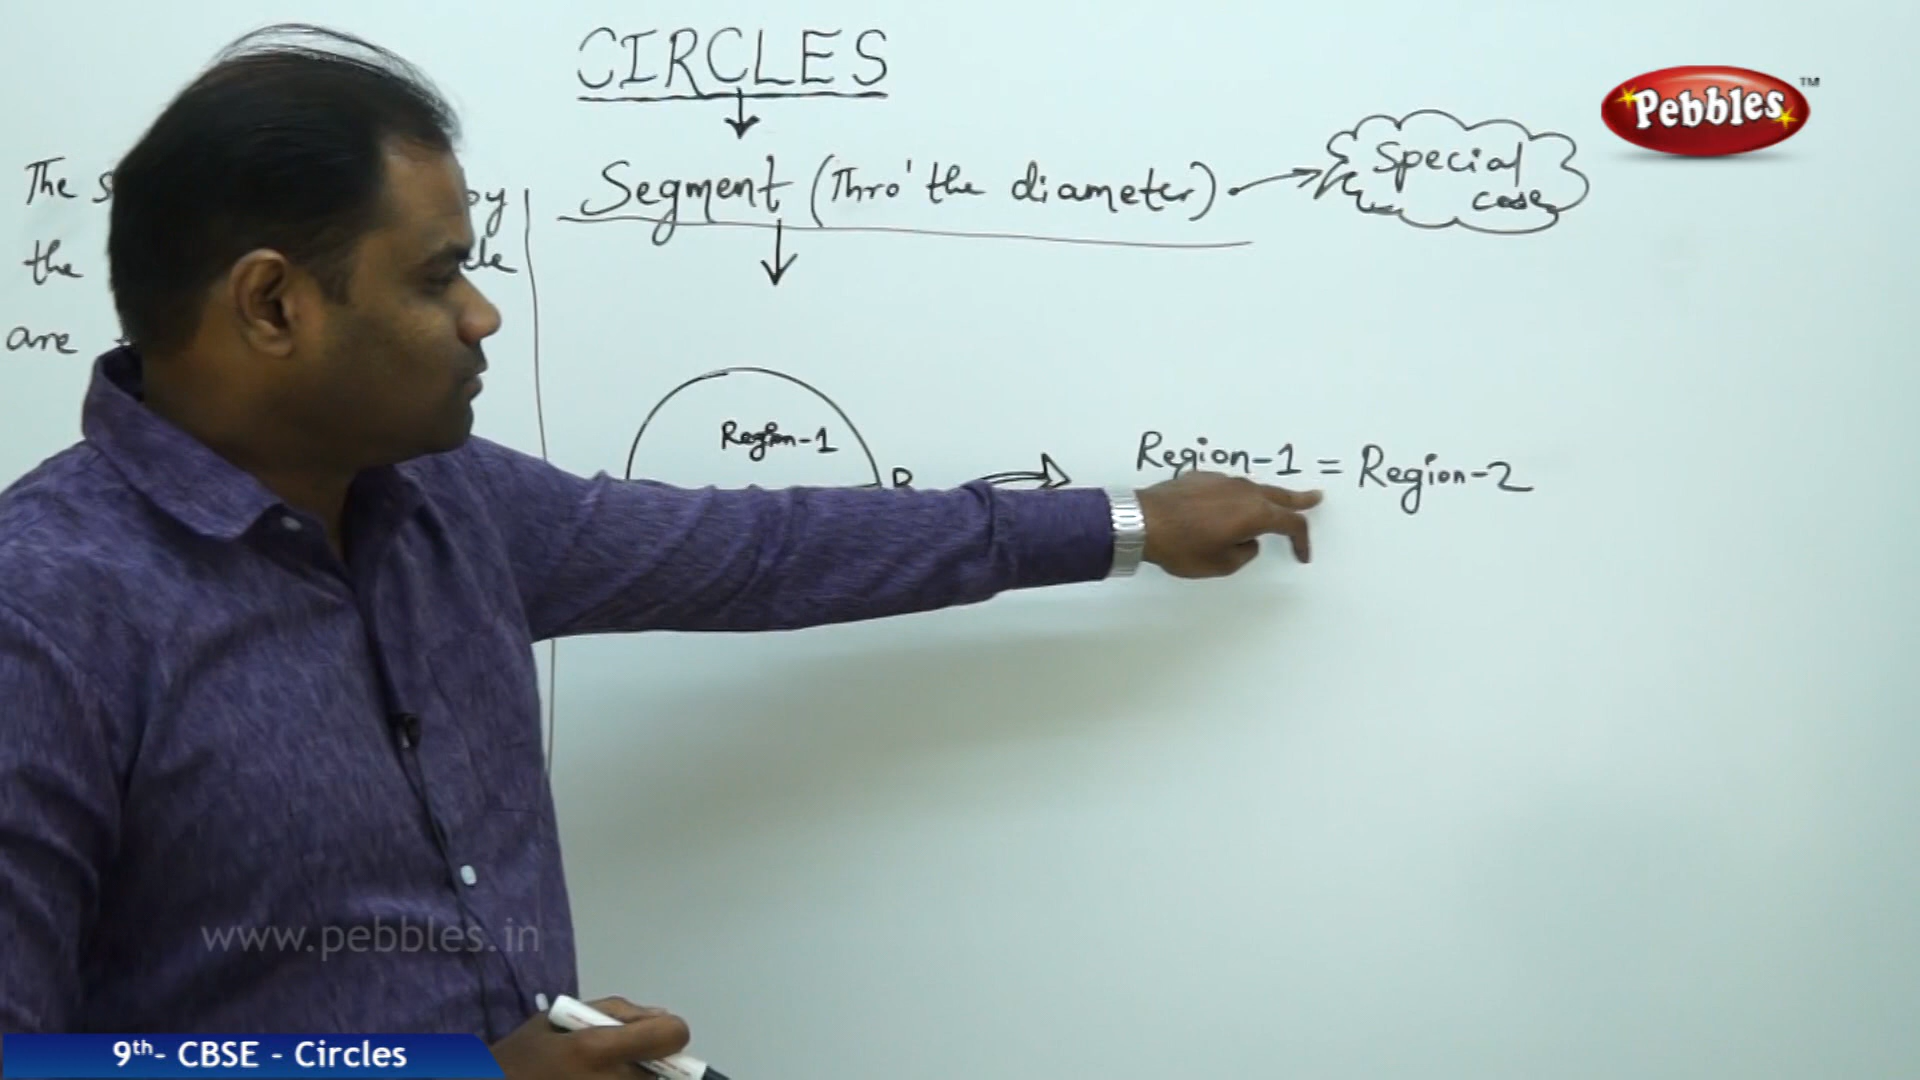 CIRCLES
Pebbles™
Special
case
Segment (Thro' the diameter)
The
the
are
Region-1
Region-1 = Region-2
www.pebbles.in
9th- CBSE - Circles